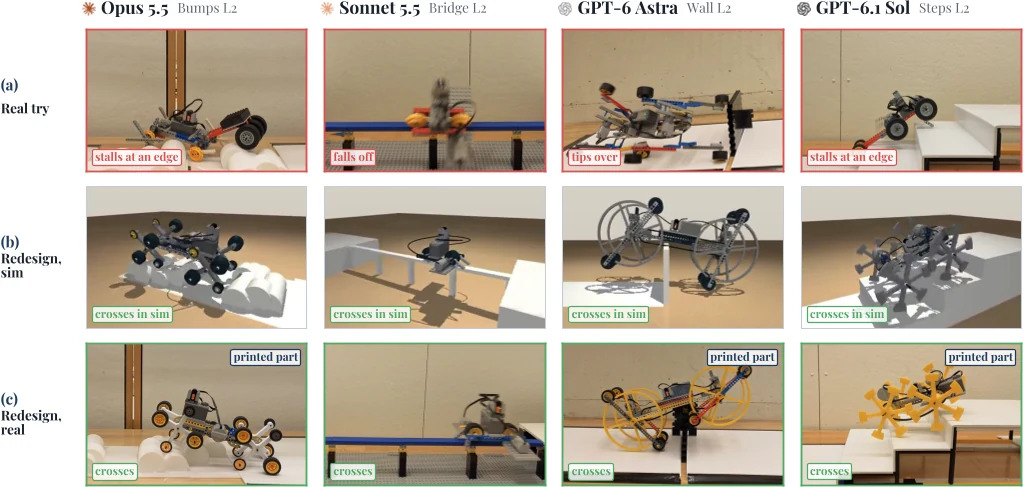 Opus 5.5 Bumps L2
Sonnet 5.5 Bridge L2
GPT-6 Astra Wall L2
GPT-6.1 Sol Steps L2
(a)
Real try
stalls at an edge
falls off
tips over
stalls at an edge
(b)
Redesign,
sim
crosses in sim
crosses in sim
crosses in sim
crosses in sim
(c)
Redesign,
real
printed part
printed part
printed part
crosses
crosses
crosses
crosses